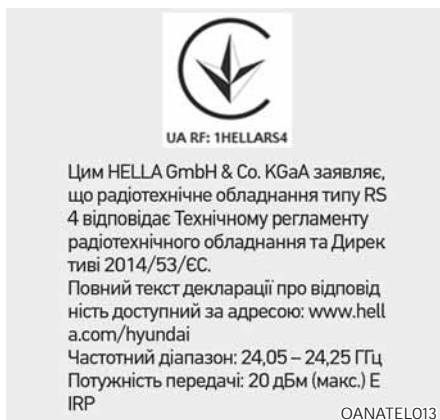 UA RF: 1HELLARS4
Цим HELLA GmbH & Co. KGaA заявляє,
що радіотехнічне обладнання типу RS
4 відповідає Технічному регламенту
радіотехнічного обладнання та Дирек
тиві 2014/53/ЄС.
Повний текст декларації про відповід
ність доступний за адресою: www.hell
a.com/hyundai
Частотний діапазон: 24,05 – 24,25 ГГц
Потужність передачі: 20 дБм (макс.) E
IRP
OANATEL013